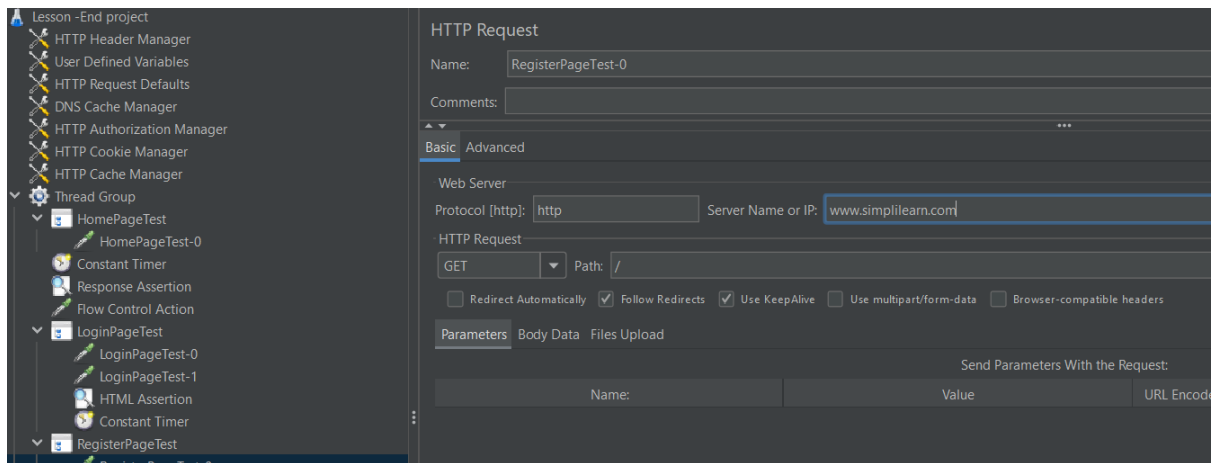 Lesson -End project
HTTP Header Manager
User Defined Variables
HTTP Request Defaults
DNS Cache Manager
HTTP Authorization Manager
HTTP Cookie Manager
HTTP Cache Manager
Thread Group
HomePageTest
HomePageTest-0
Constant Timer
Response Assertion
Flow Control Action
LoginPageTest
LoginPageTest-0
LoginPageTest-1
HTML Assertion
Constant Timer
RegisterPageTest
HTTP Request
Name: RegisterPageTest-0
Comments:
Basic Advanced
Web Server
Protocol [http]: http Server Name or IP: www.simplilearn.com
HTTP Request
GET Path: /
Redirect Automatically Follow Redirects Use KeepAlive Use multipart/form-data Browser-compatible headers
Parameters Body Data Files Upload
Send Parameters With the Request:
Name: Value URL Encode